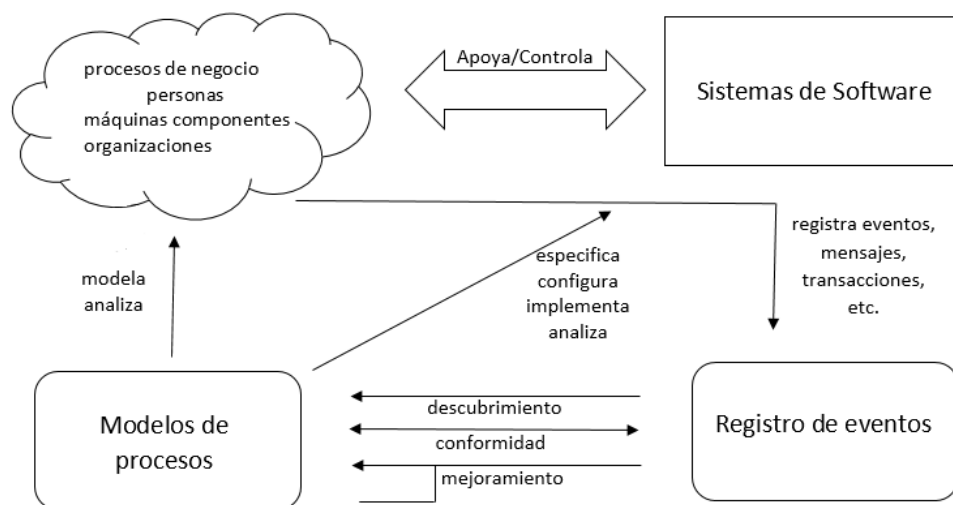 procesos de negocio
personas
máquinas componentes
organizaciones
Apoya/Controla
Sistemas de Software
modela
analiza
especifica
configura
implementa
analiza
registra eventos,
mensajes,
transacciones,
etc.
Modelos de
procesos
descubrimiento
conformidad
mejoramiento
Registro de eventos